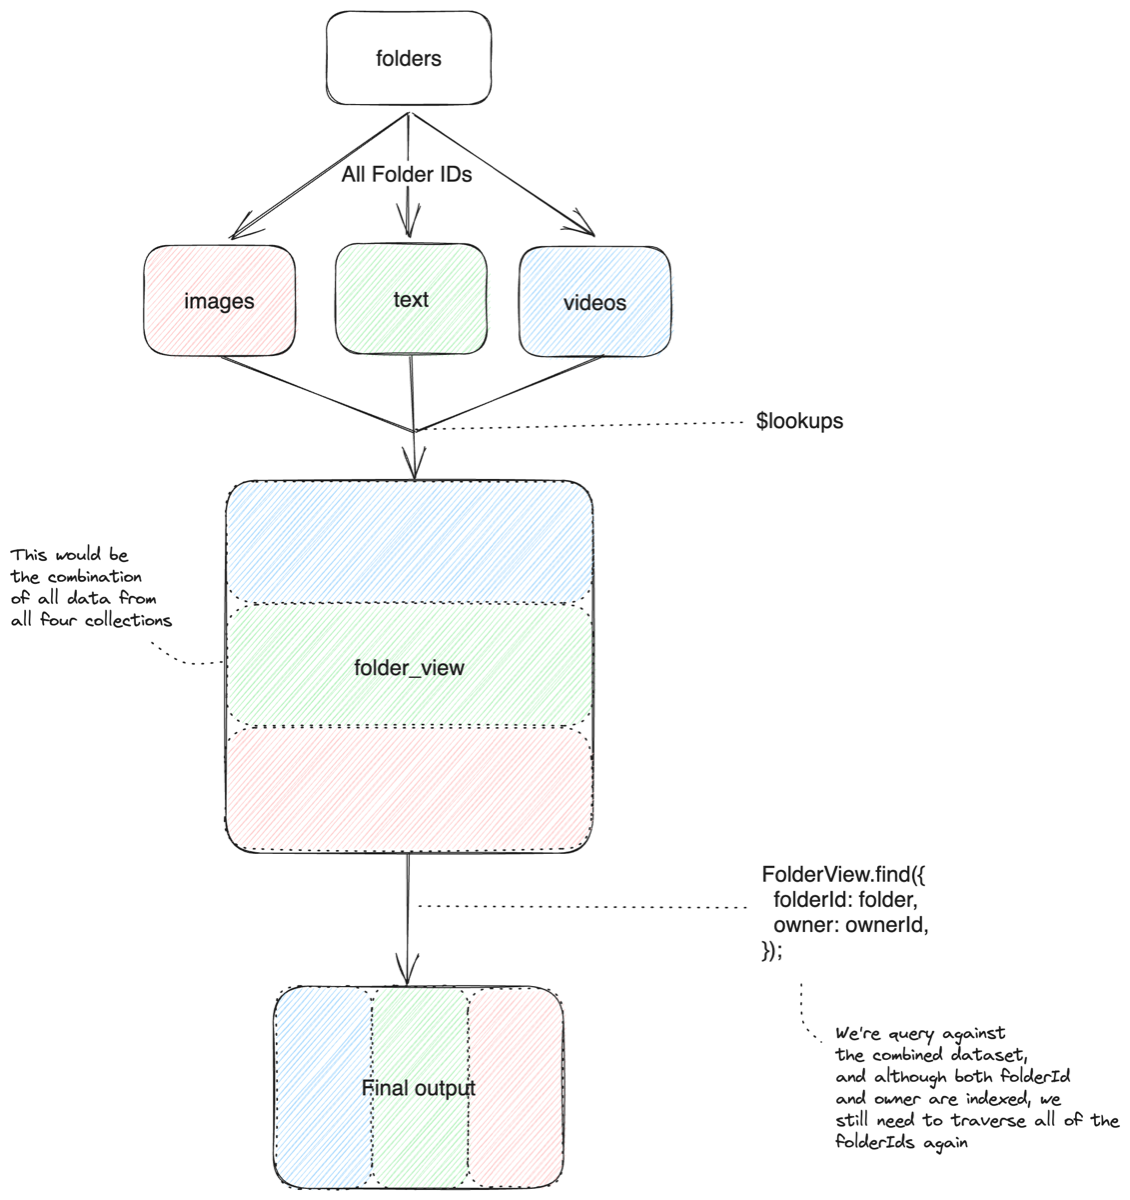 folders
All Folder IDs
images
text
videos
$lookups
This would be
the combination
of all data from
all four collections
folder_view
FolderView.find({
folderId: folder,
owner: ownerId,
});
We're query against
the combined dataset,
and although both folderId
and owner are indexed, we
still need to traverse all of the
folderIds again
Final output